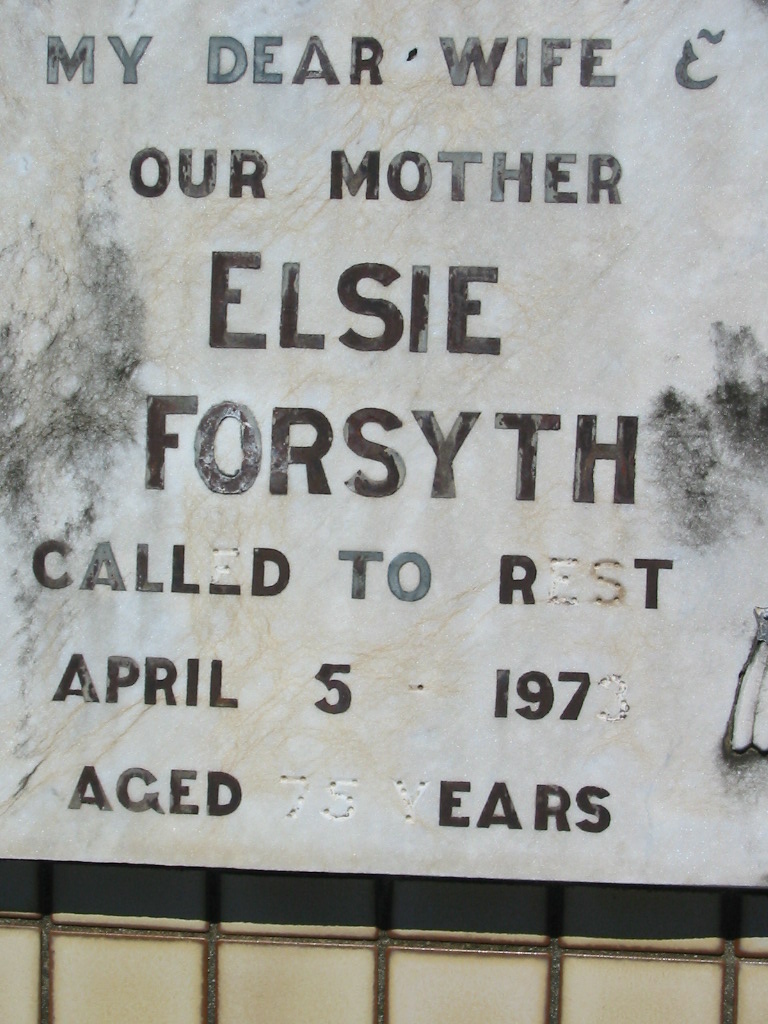 MY DEAR WIFE &
OUR MOTHER
ELSIE
FORSYTH
CALLED TO REST
APRIL 5 - 1973
AGED 75 YEARS